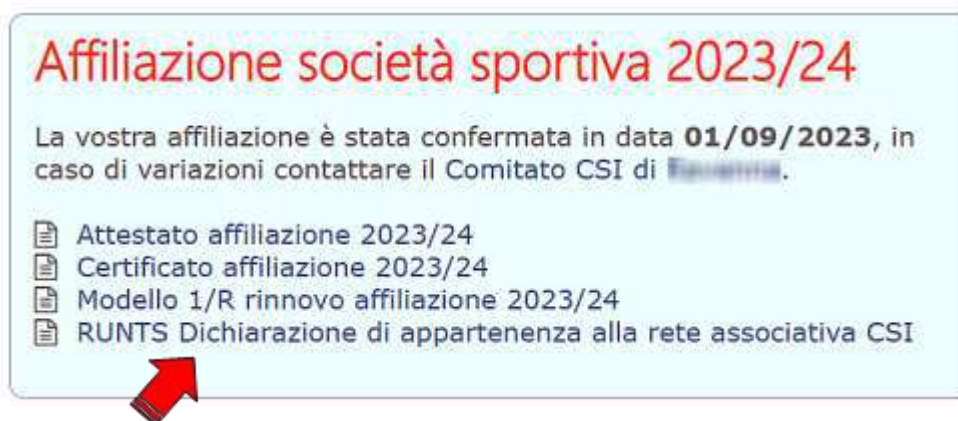 Affiliazione società sportiva 2023/24
La vostra affiliazione è stata confermata in data 01/09/2023, in
caso di variazioni contattare il Comitato CSI di .
Attestato affiliazione 2023/24
Certificato affiliazione 2023/24
Modello 1/R rinnovo affiliazione 2023/24
RUNTS Dichiarazione di appartenenza alla rete associativa CSI